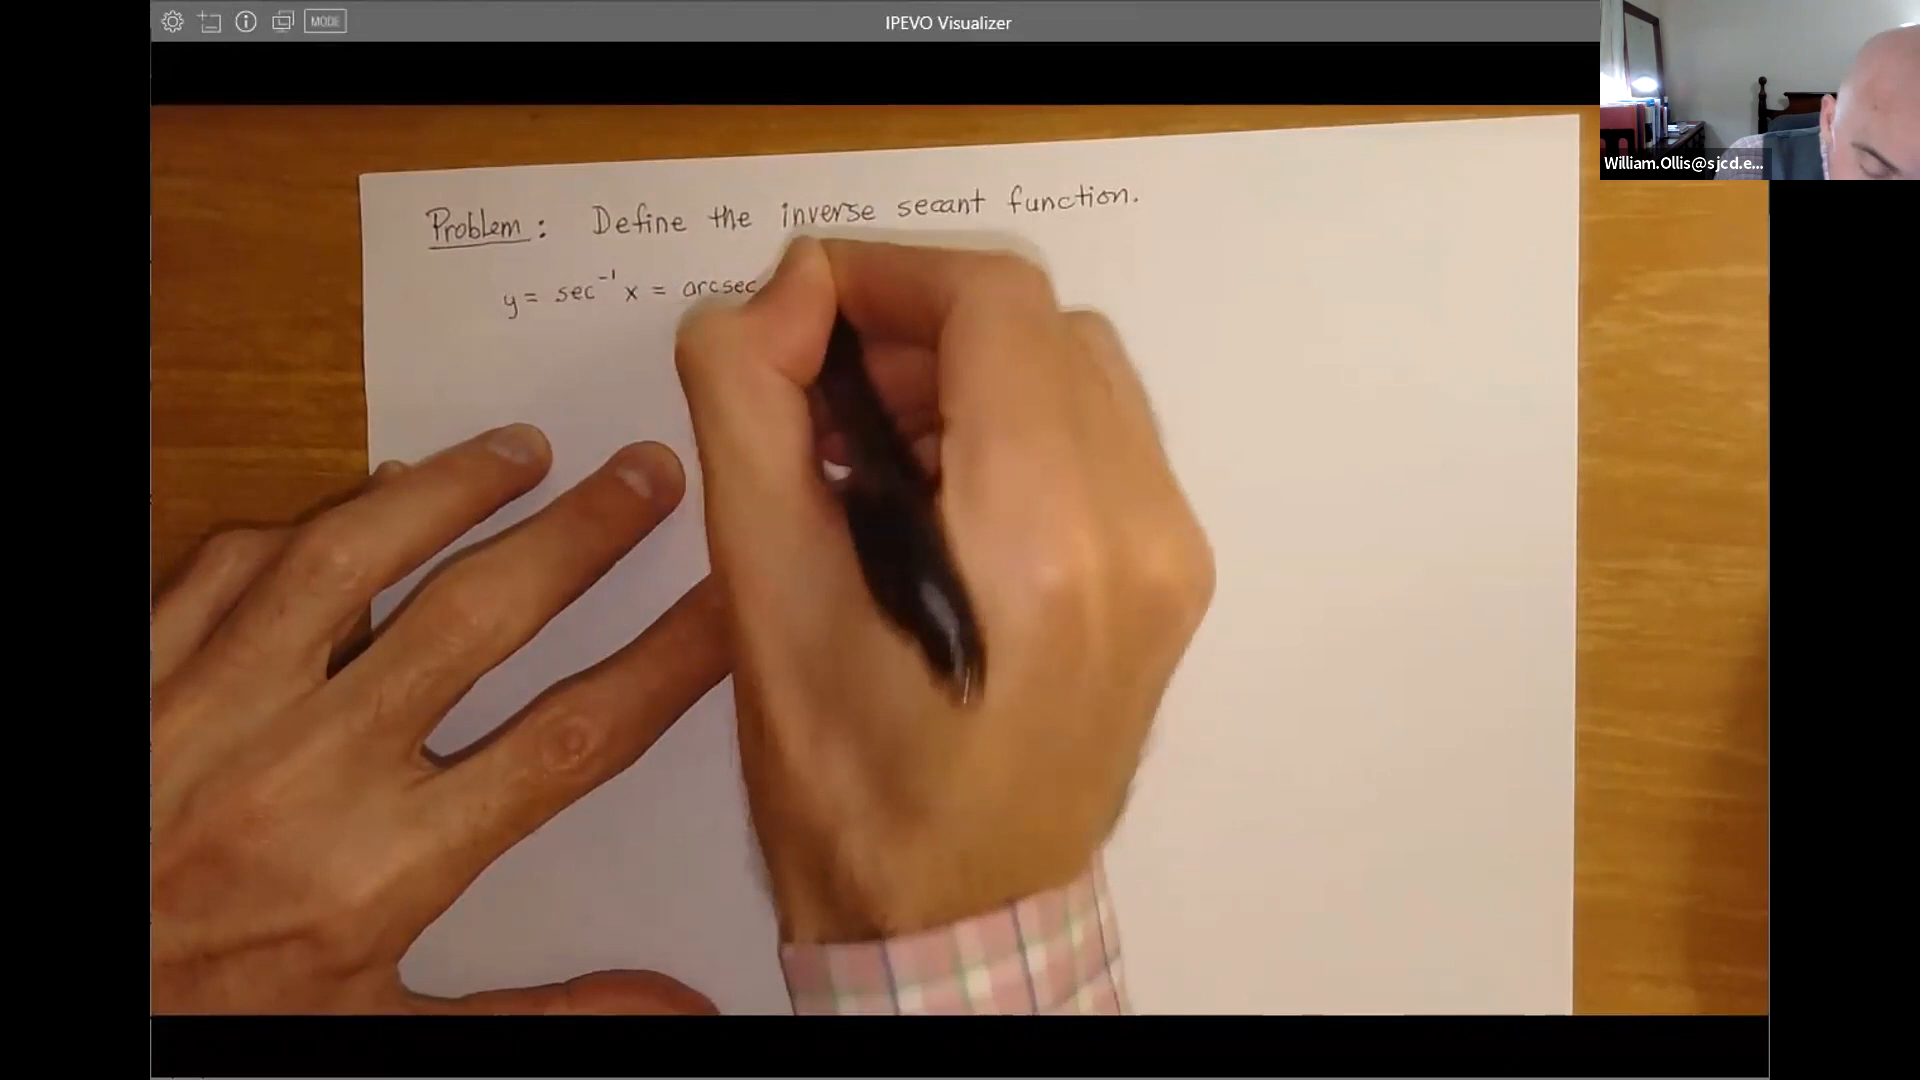 MODE
IPEVO Visualizer
William.Ollis@sjcd.e...
Problem: Define the inverse secant function.
y = sec⁻¹ x = arcsec